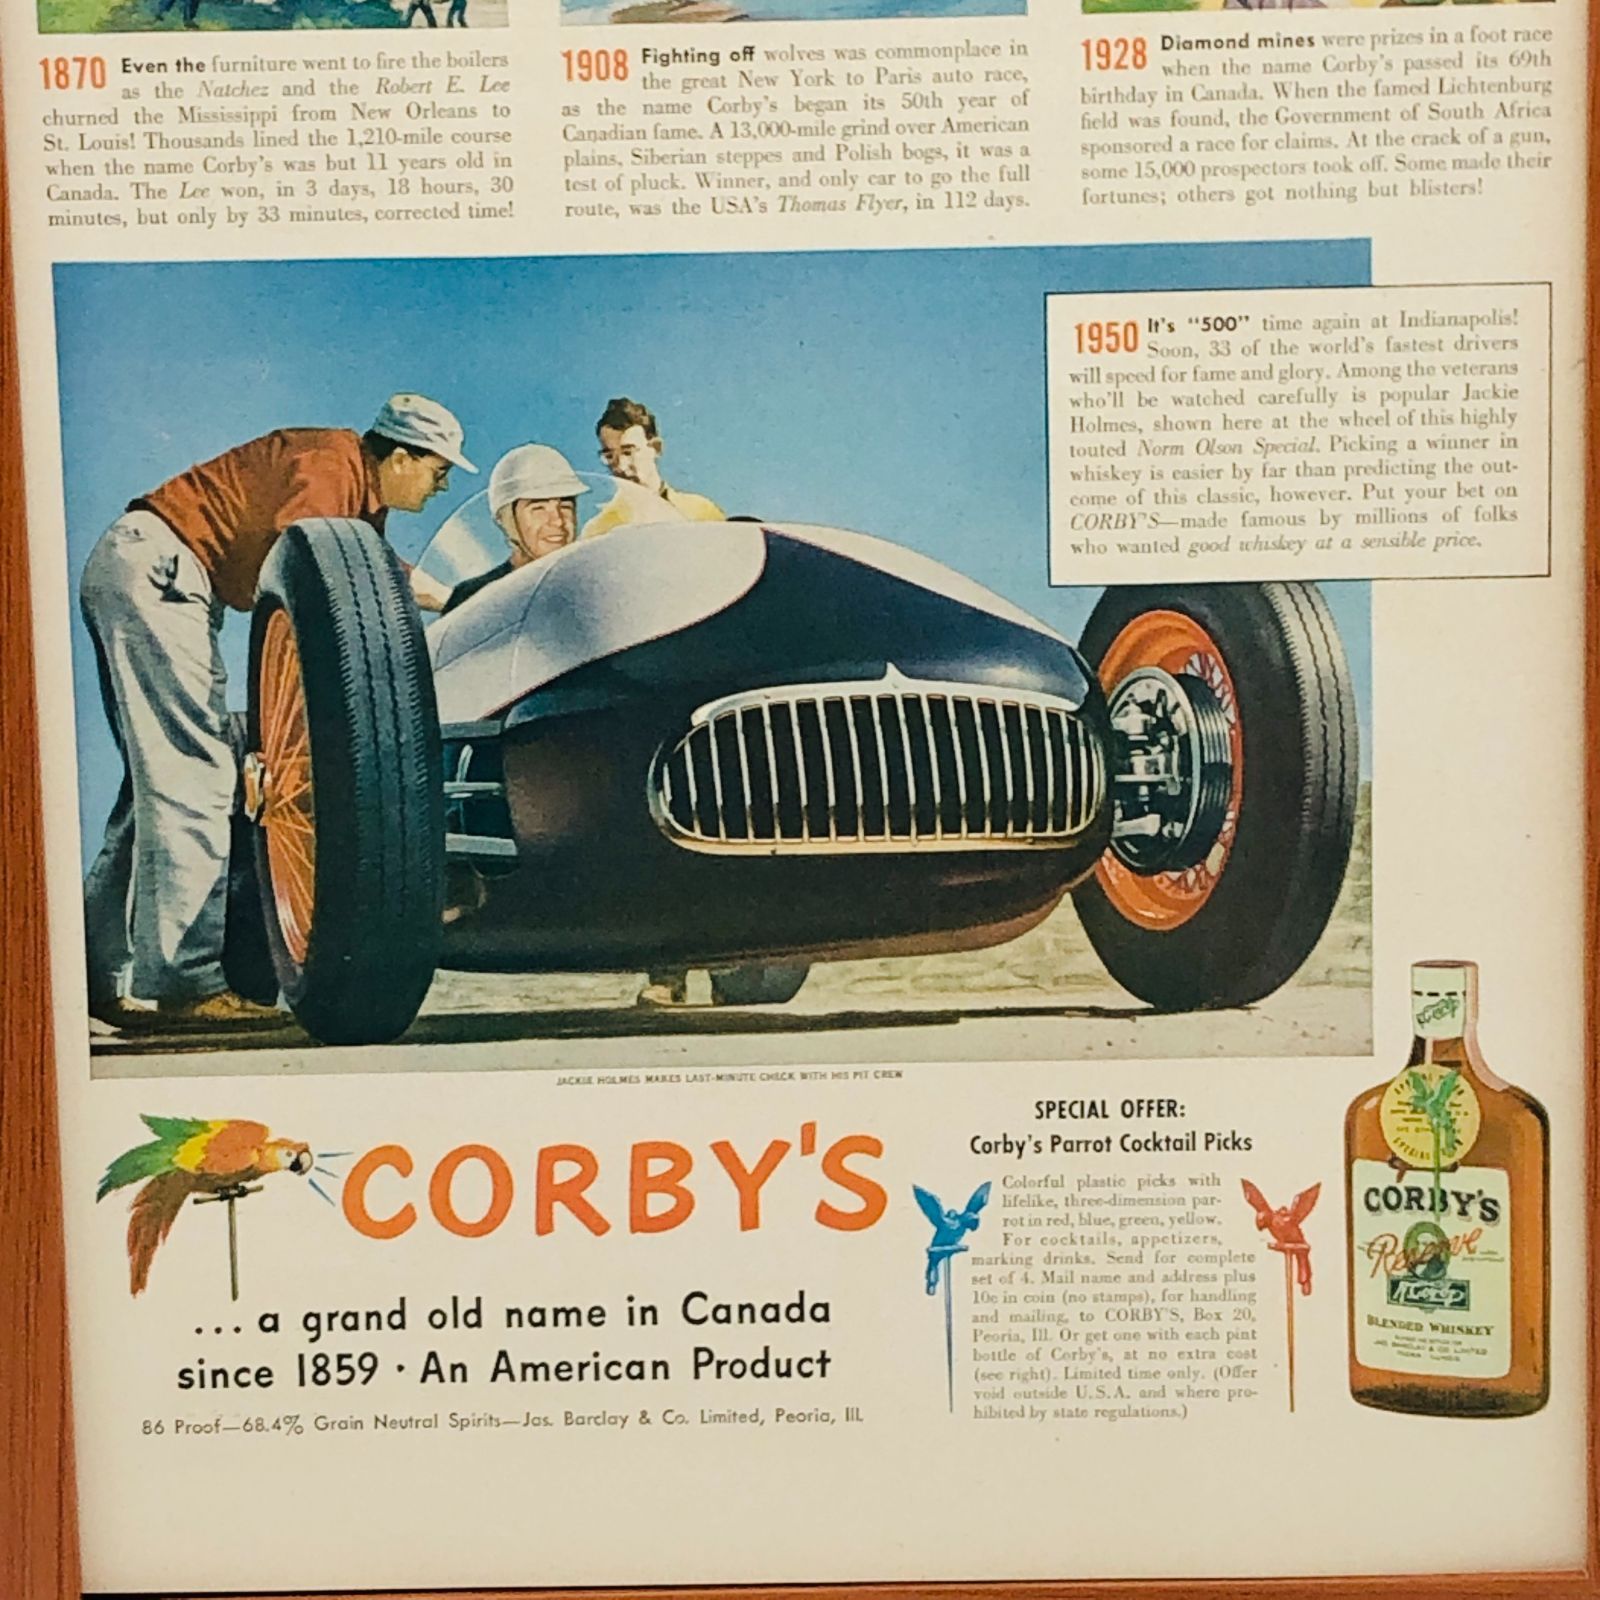 1870 Even the furniture went to fire the boilers
as the Natchez and the Robert E. Lee
churned the Mississippi from New Orleans to
St. Louis! Thousands lined the 1,210-mile course
when the name Corby's was but 11 years old in
Canada. The Lee won, in 3 days, 18 hours, 30
minutes, but only by 33 minutes, corrected time!
1908 Fighting off wolves was commonplace in
the great New York to Paris auto race,
as the name Corby's began its 50th year of
Canadian fame. A 13,000-mile grind over American
plains, Siberian steppes and Polish bogs, it was a
test of pluck. Winner, and only car to go the full
route, was the USA's Thomas Flyer, in 112 days.
1928 Diamond mines were prizes in a foot race
when the name Corby's passed its 69th
birthday in Canada. When the famed Lichtenburg
field was found, the Government of South Africa
sponsored a race for claims. At the crack of a gun,
some 15,000 prospectors took off. Some made their
fortunes; others got nothing but blisters!
1950 It's "500" time again at Indianapolis!
Soon, 33 of the world's fastest drivers
will speed for fame and glory. Among the veterans
who'll be watched carefully is popular Jackie
Holmes, shown here at the wheel of this highly
touted Norm Olson Special. Picking a winner in
whiskey is easier by far than predicting the out-
come of this classic, however. Put your bet on
CORBY'S—made famous by millions of folks
who wanted good whiskey at a sensible price.
JACKIE HOLMES MAKES LAST-MINUTE CHECK WITH HIS PIT CREW
CORBY'S
...a grand old name in Canada
since 1859 · An American Product
86 Proof—68.4% Grain Neutral Spirits—Jas. Barclay & Co. Limited, Peoria, Ill.
SPECIAL OFFER:
Corby's Parrot Cocktail Picks
Colorful plastic picks with
lifelike, three-dimension par-
rot in red, blue, green, yellow.
For cocktails, appetizers,
marking drinks. Send for complete
set of 4. Mail name and address plus
10c in coin (no stamps), for handling
and mailing, to CORBY'S, Box 20,
Peoria, Ill. Or get one with each pint
bottle of Corby's, at no extra cost
(see right). Limited time only. (Offer
void outside U.S.A. and where pro-
hibited by state regulations.)
CORBY'S
Reserve
BLENDED WHISKEY
JAS. BARCLAY & CO. LIMITED
PEORIA ILLINOIS